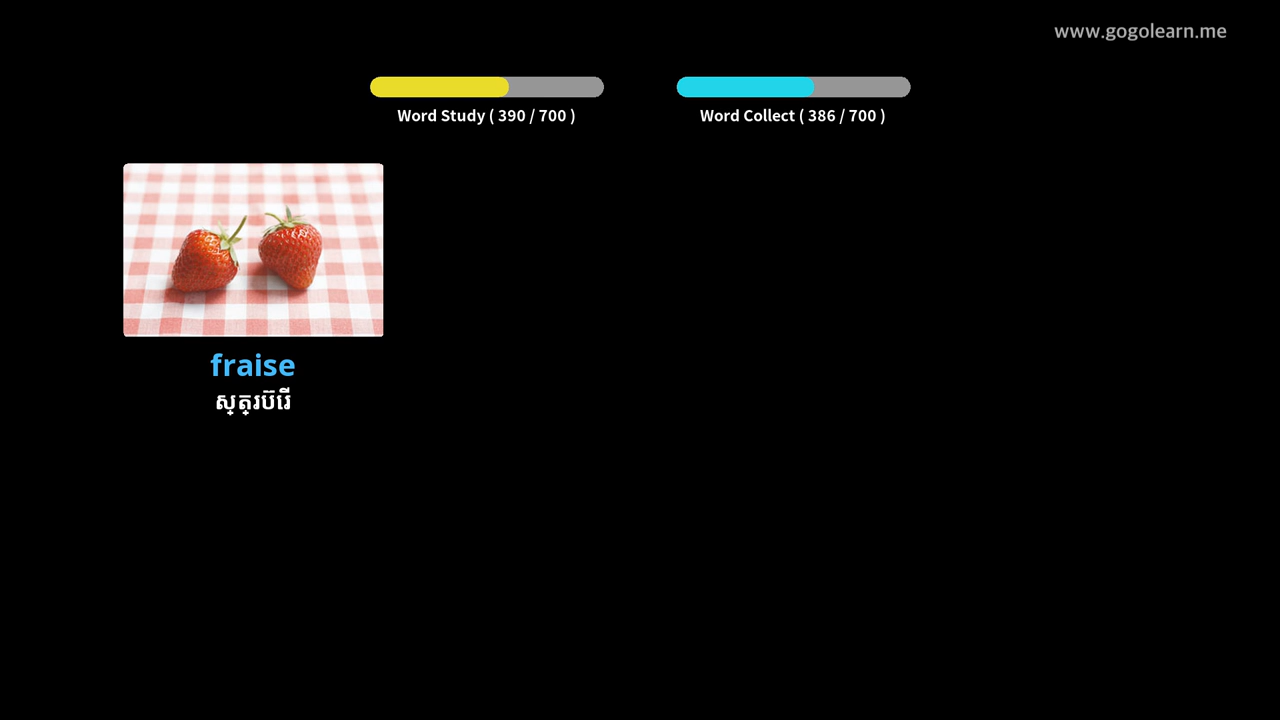 www.gogolearn.me
Word Study ( 390 / 700 )
Word Collect ( 386 / 700 )
fraise
ស្ត្រប៊រើ